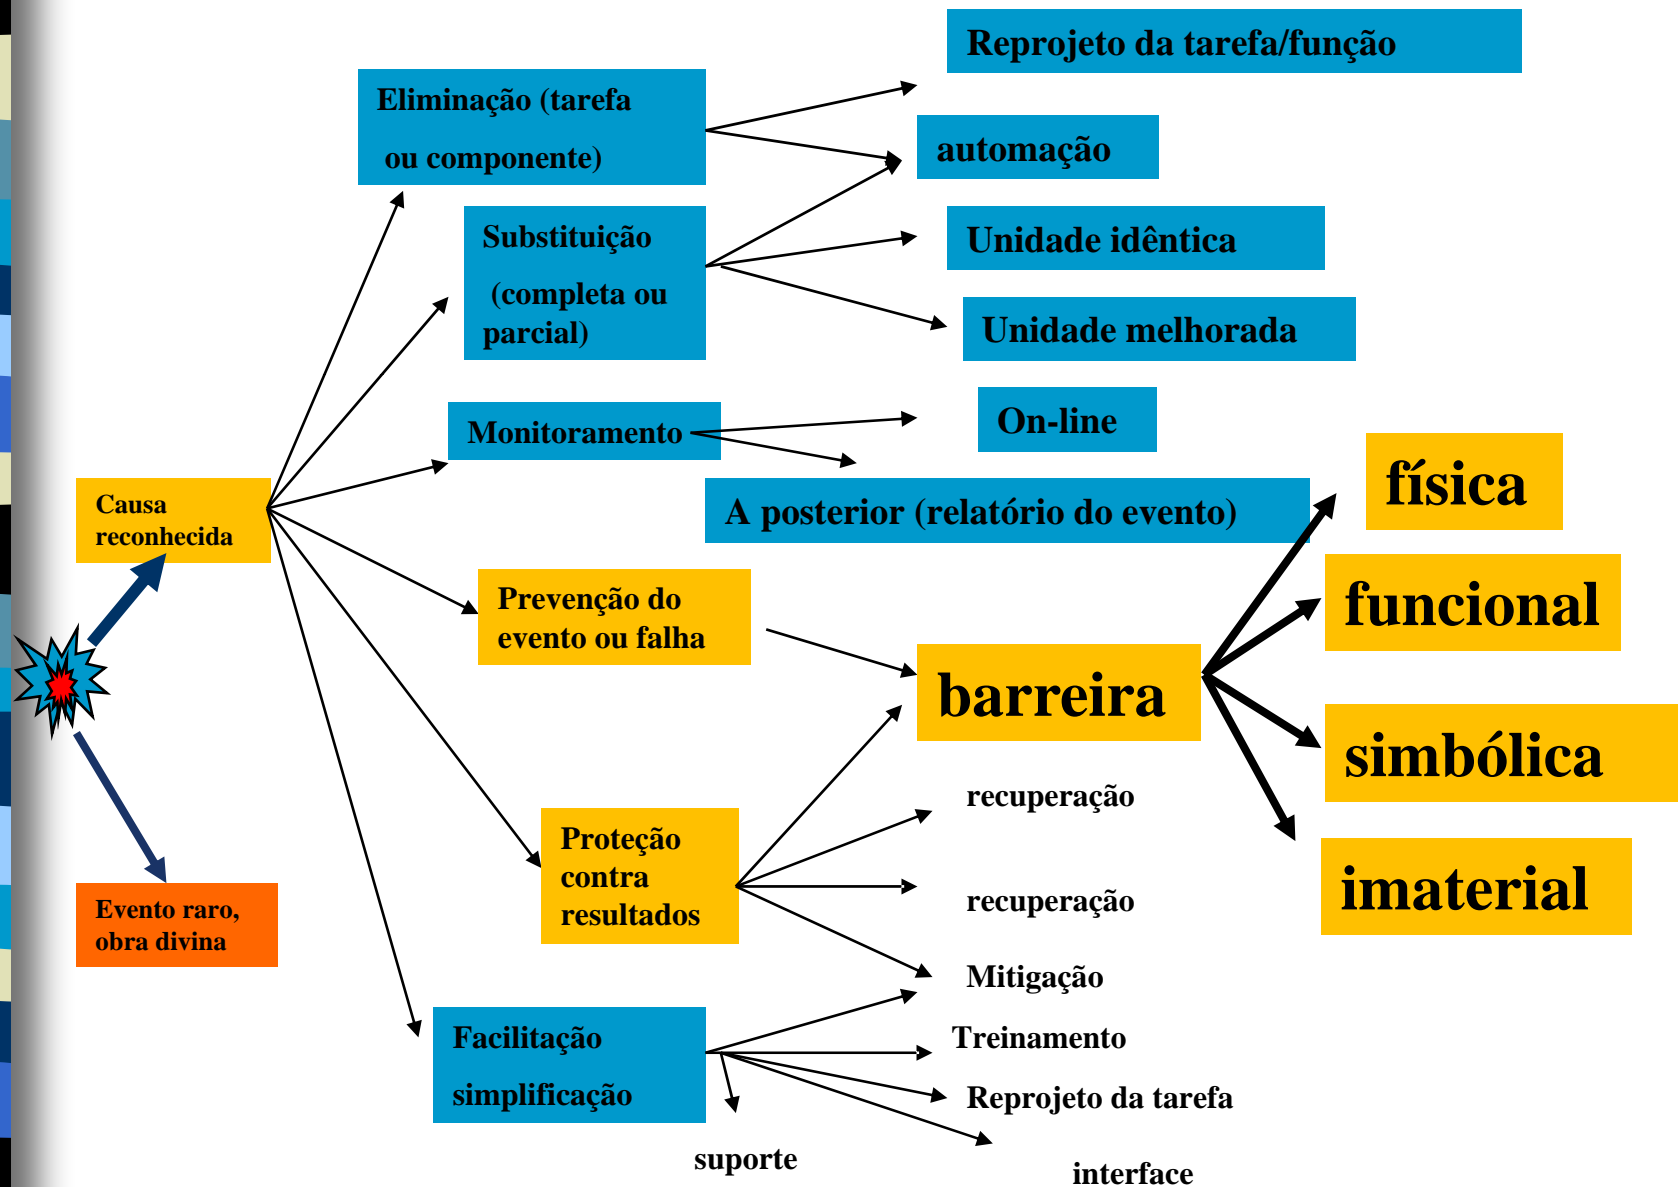 Reprojeto da tarefa/função
Eliminação (tarefa
ou componente)
automação
Substituição
(completa ou
parcial)
Unidade idêntica
Unidade melhorada
Monitoramento
On-line
A posterior (relatório do evento)
Causa
reconhecida
Prevenção do
evento ou falha
barreira
física
funcional
simbólica
imaterial
Proteção
contra
resultados
recuperação
recuperação
Mitigação
Evento raro,
obra divina
Facilitação
simplificação
Treinamento
Reprojeto da tarefa
suporte
interface